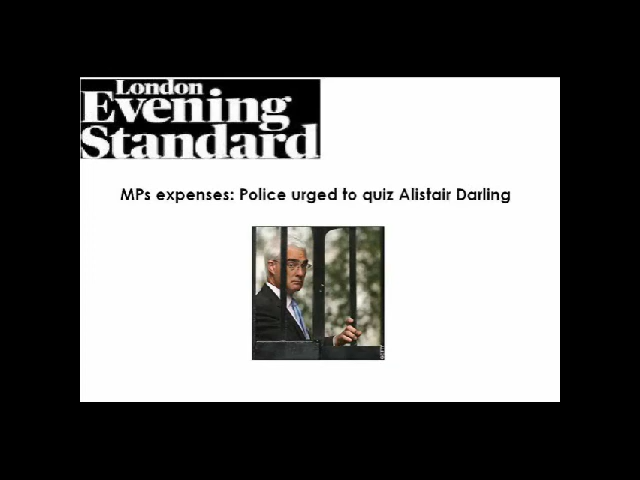 London
Evening
Standard
MPs expenses: Police urged to quiz Alistair Darling